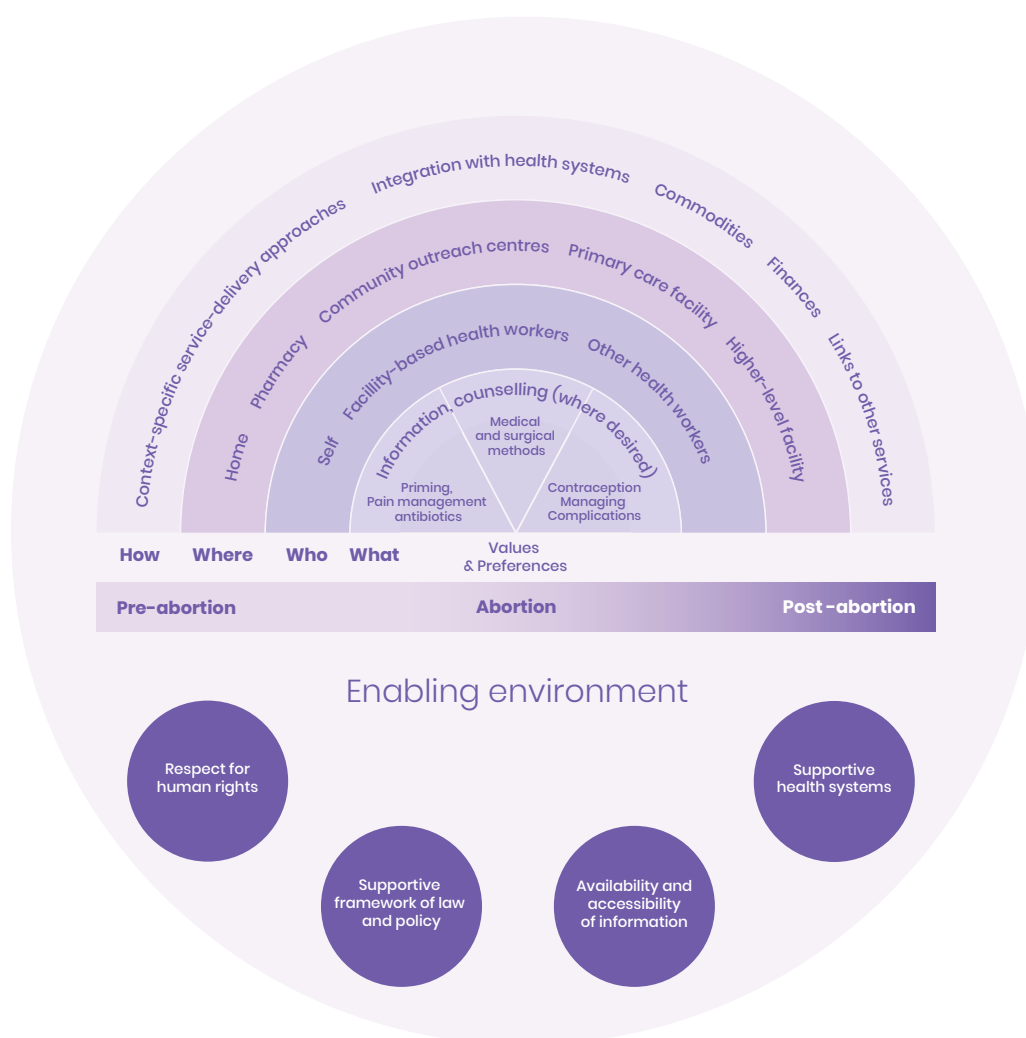 Context-specific service-delivery approaches
Integration with health systems
Commodities
Finances
Links to other services
Home
Pharmacy
Community outreach centres
Primary care facility
Higher-level facility
Self
Facillity-based health workers
Other health workers
Information, counselling (where desired)
Medical
and surgical
methods
Priming,
Pain management
antibiotics
Contraception
Managing
Complications
How
Where
Who
What
Values
& Preferences
Pre-abortion
Abortion
Post -abortion
Enabling environment
Respect for
human rights
Supportive
framework of law
and policy
Availability and
accessibility
of information
Supportive
health systems